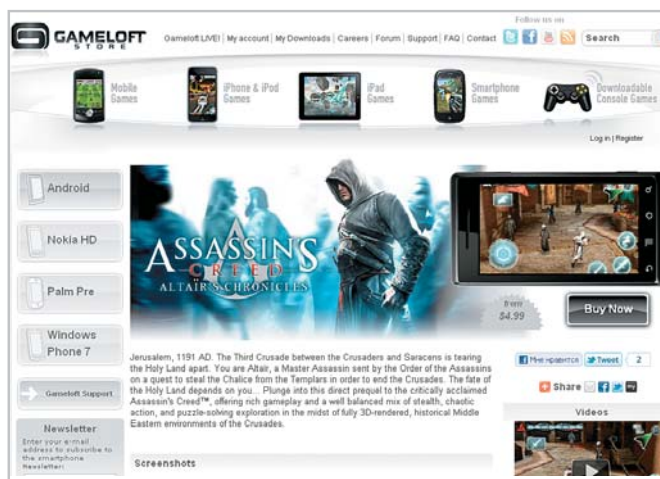 Follow us on
GAMELOFT
STORE
Gameloft LIVE! | My account | My Downloads | Careers | Forum | Support | FAQ | Contact
Search
Mobile
Games
iPhone & iPod
Games
iPad
Games
Smartphone
Games
Downloadable
Console Games
Log in | Register
Android
Nokia HD
Palm Pre
Windows
Phone 7
Gameloft Support
Newsletter
Enter your e-mail
address to subscribe to
the smartphone
Newsletter:
ASSASSIN'S
CREED
ALTAÏR'S CHRONICLES
from
$4.99
Buy Now
Jerusalem, 1191 AD. The Third Crusade between the Crusaders and Saracens is tearing
the Holy Land apart. You are Altair, a Master Assassin sent by the Order of the Assassins
on a quest to steal the Chalice from the Templars in order to end the Crusades. The fate of
the Holy Land depends on you... Plunge into this direct prequel to the critically acclaimed
Assassin's Creed™, offering rich gameplay and a well balanced mix of stealth, chaotic
action, and puzzle-solving exploration in the midst of fully 3D-rendered, historical Middle
Eastern environments of the Crusades.
Screenshots
Мне нравится
Tweet
2
Share
Videos